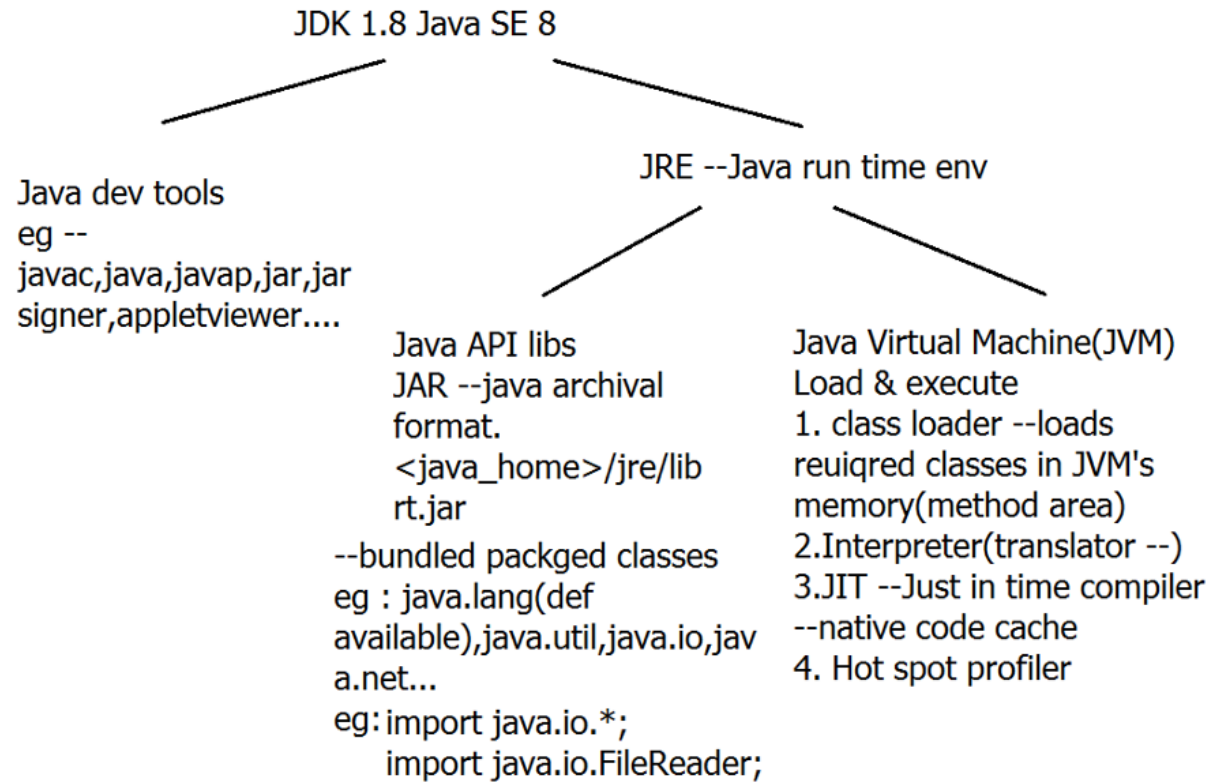 JDK 1.8 Java SE 8
Java dev tools
eg --
javac,java,javap,jar,jar
signer,appletviewer....
JRE --Java run time env
Java API libs
JAR --java archival
format.
<java_home>/jre/lib
rt.jar
--bundled packged classes
eg : java.lang(def
available),java.util,java.io,jav
a.net...
eg: import java.io.*;
import java.io.FileReader;
Java Virtual Machine(JVM)
Load & execute
1. class loader --loads
reuiqred classes in JVM's
memory(method area)
2.Interpreter(translator --)
3.JIT --Just in time compiler
--native code cache
4. Hot spot profiler